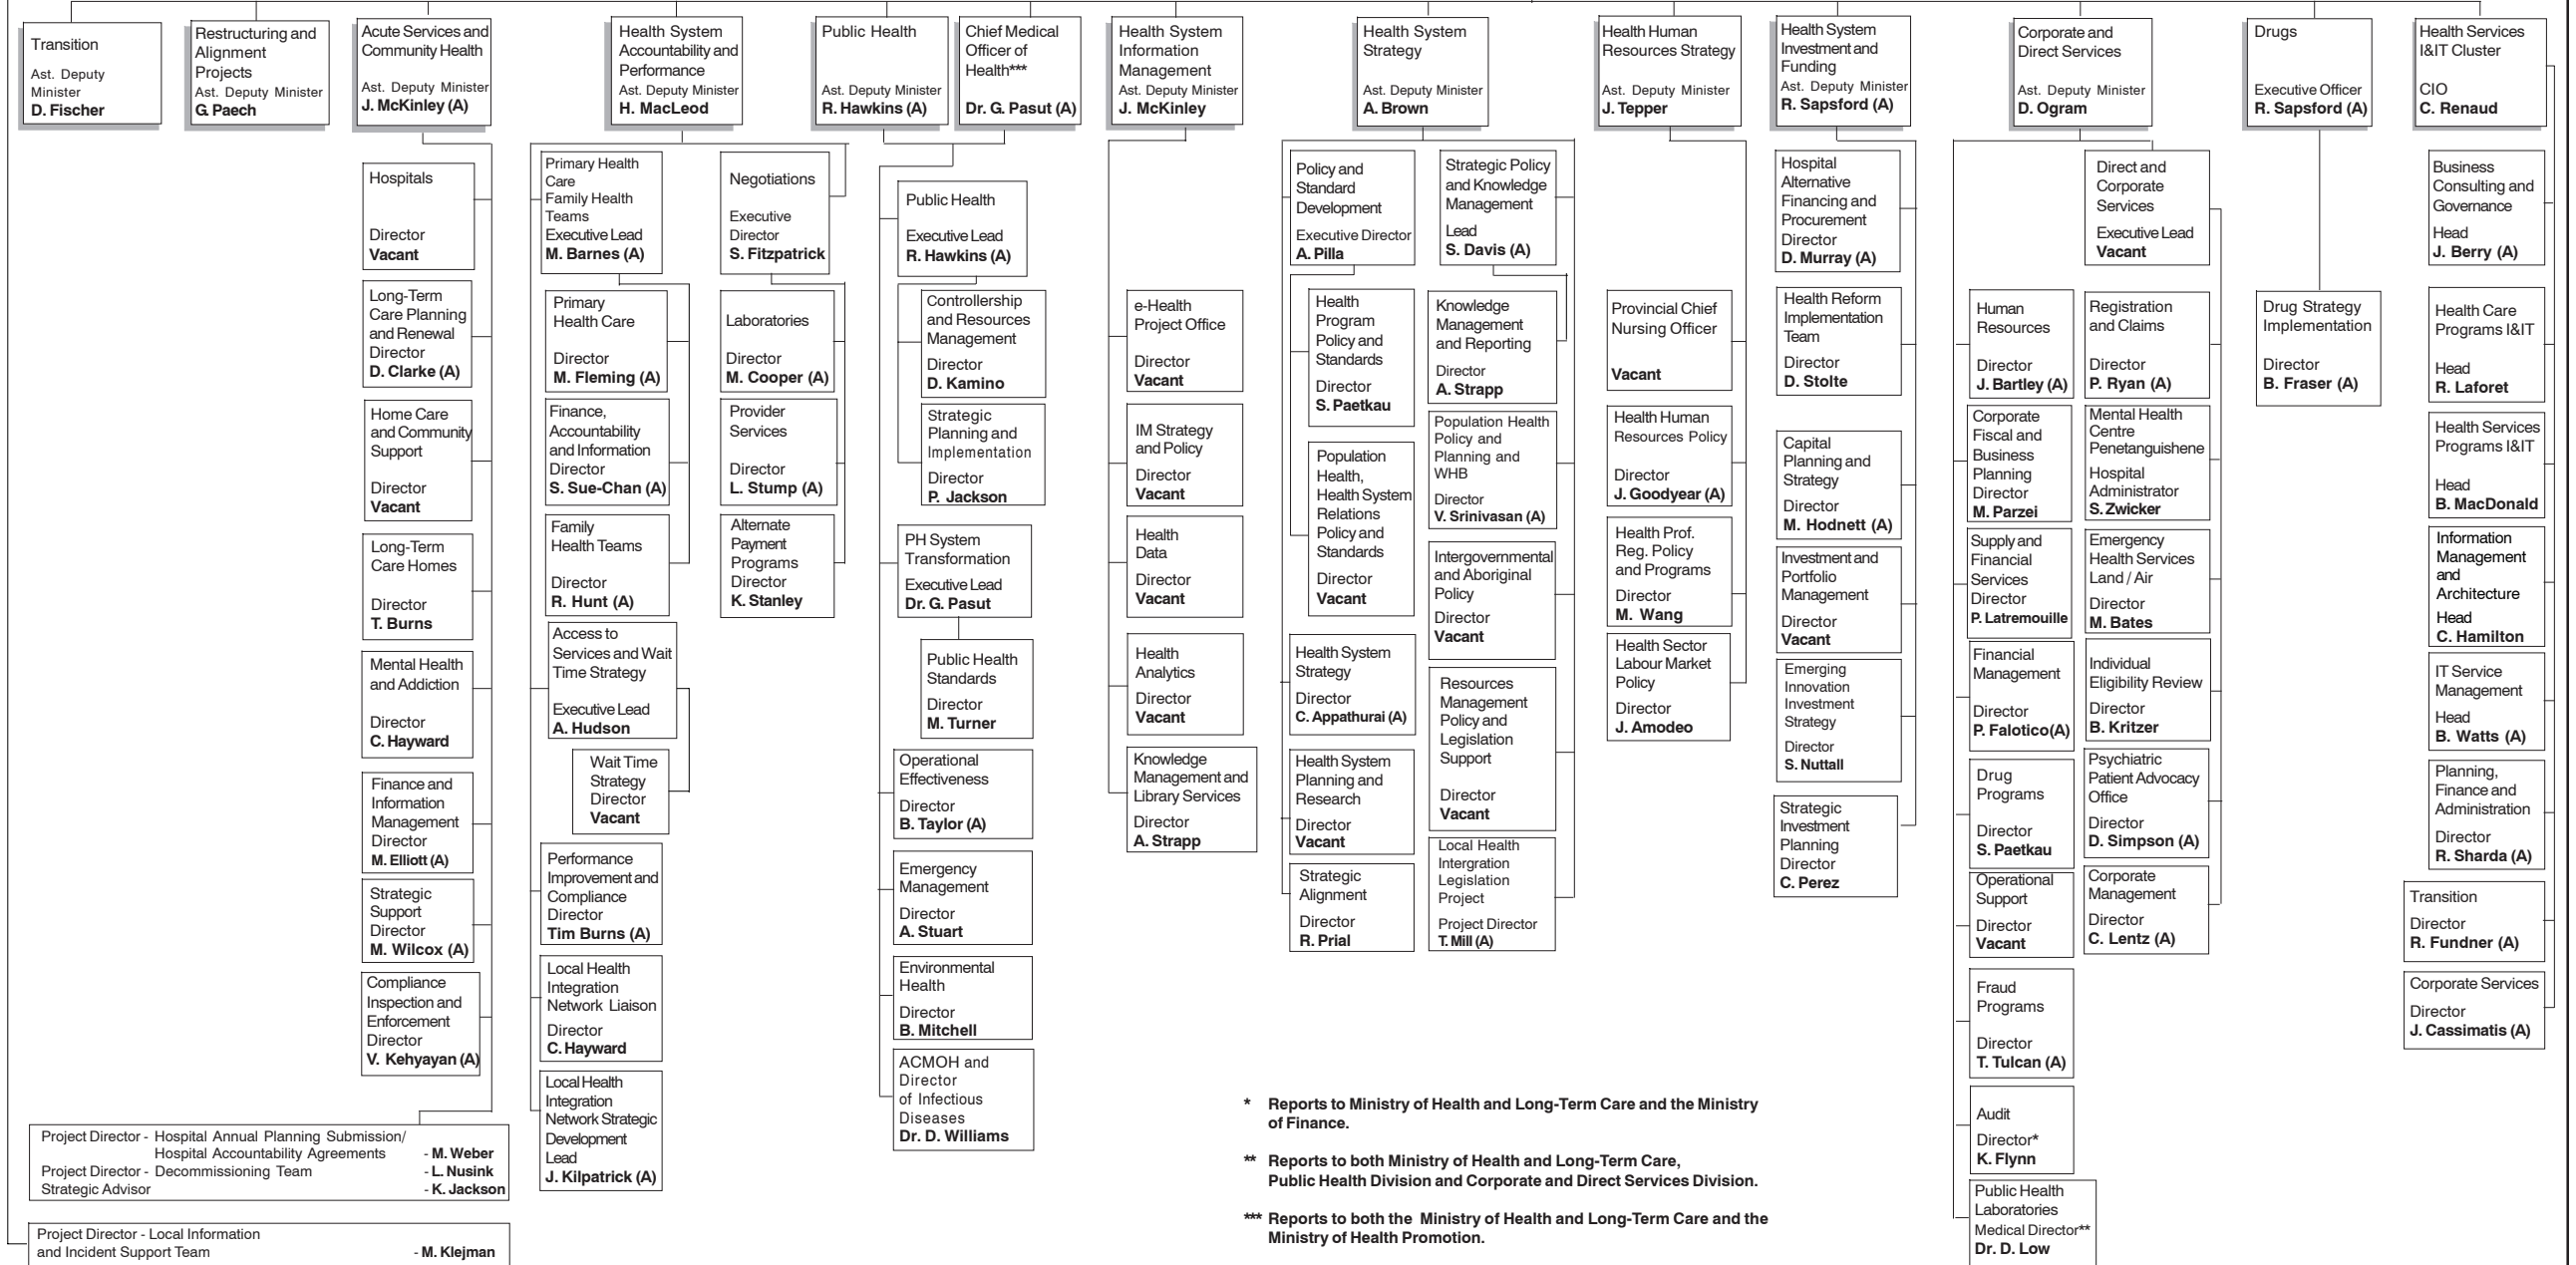 Transition
Ast. Deputy
Minister
D. Fischer
Restructuring and
Alignment
Projects
Ast. Deputy Minister
G. Paech
Acute Services and
Community Health
Ast. Deputy Minister
J. McKinley (A)
Health System
Accountability and
Performance
Ast. Deputy Minister
H. MacLeod
Public Health
Ast. Deputy Minister
R. Hawkins (A)
Chief Medical
Officer of
Health***
Dr. G. Pasut (A)
Health System
Information
Management
Ast. Deputy Minister
J. McKinley
Health System
Strategy
Ast. Deputy Minister
A. Brown
Health Human
Resources Strategy
Ast. Deputy Minister
J. Tepper
Health System
Investment and
Funding
Ast. Deputy Minister
R. Sapsford (A)
Corporate and
Direct Services
Ast. Deputy Minister
D. Ogram
Drugs
Executive Officer
R. Sapsford (A)
Health Services
I&IT Cluster
CIO
C. Renaud
Hospitals
Director
Vacant
Long-Term
Care Planning
and Renewal
Director
D. Clarke (A)
Home Care
and Community
Support
Director
Vacant
Long-Term
Care Homes
Director
T. Burns
Mental Health
and Addiction
Director
C. Hayward
Finance and
Information
Management
Director
M. Elliott (A)
Strategic
Support
Director
M. Wilcox (A)
Compliance
Inspection and
Enforcement
Director
V. Kehyayan (A)
Project Director - Hospital Annual Planning Submission/
Hospital Accountability Agreements - M. Weber
Project Director - Decommissioning Team - L. Nusink
Strategic Advisor - K. Jackson
Project Director - Local Information
and Incident Support Team - M. Klejman
Primary Health
Care
Family Health
Teams
Executive Lead
M. Barnes (A)
Primary
Health Care
Director
M. Fleming (A)
Finance,
Accountability
and Information
Director
S. Sue-Chan (A)
Family
Health Teams
Director
R. Hunt (A)
Access to
Services and Wait
Time Strategy
Executive Lead
A. Hudson
Wait Time
Strategy
Director
Vacant
Performance
Improvement and
Compliance
Director
Tim Burns (A)
Local Health
Integration
Network Liaison
Director
C. Hayward
Local Health
Integration
Network Strategic
Development
Lead
J. Kilpatrick (A)
Negotiations
Executive
Director
S. Fitzpatrick
Laboratories
Director
M. Cooper (A)
Provider
Services
Director
L. Stump (A)
Alternate
Payment
Programs
Director
K. Stanley
Public Health
Executive Lead
R. Hawkins (A)
Controllership
and Resources
Management
Director
D. Kamino
Strategic
Planning and
Implementation
Director
P. Jackson
PH System
Transformation
Executive Lead
Dr. G. Pasut
Public Health
Standards
Director
M. Turner
Operational
Effectiveness
Director
B. Taylor (A)
Emergency
Management
Director
A. Stuart
Environmental
Health
Director
B. Mitchell
ACMOH and
Director
of Infectious
Diseases
Dr. D. Williams
e-Health
Project Office
Director
Vacant
IM Strategy
and Policy
Director
Vacant
Health
Data
Director
Vacant
Health
Analytics
Director
Vacant
Knowledge
Management and
Library Services
Director
A. Strapp
Policy and
Standard
Development
Executive Director
A. Pilla
Health
Program
Policy and
Standards
Director
S. Paetkau
Population
Health,
Health System
Relations
Policy and
Standards
Director
Vacant
Health System
Strategy
Director
C. Appathurai (A)
Health System
Planning and
Research
Director
Vacant
Strategic
Alignment
Director
R. Prial
Strategic Policy
and Knowledge
Management
Lead
S. Davis (A)
Knowledge
Management
and Reporting
Director
A. Strapp
Population Health
Policy and
Planning and
WHB
Director
V. Srinivasan (A)
Intergovernmental
and Aboriginal
Policy
Director
Vacant
Resources
Management
Policy and
Legislation
Support
Director
Vacant
Local Health
Intergration
Legislation
Project
Project Director
T. Mill (A)
Provincial Chief
Nursing Officer
Vacant
Health Human
Resources Policy
Director
J. Goodyear (A)
Health Prof.
Reg. Policy
and Programs
Director
M. Wang
Health Sector
Labour Market
Policy
Director
J. Amodeo
Hospital
Alternative
Financing and
Procurement
Director
D. Murray (A)
Health Reform
Implementation
Team
Director
D. Stolte
Capital
Planning and
Strategy
Director
M. Hodnett (A)
Investment and
Portfolio
Management
Director
Vacant
Emerging
Innovation
Investment
Strategy
Director
S. Nuttall
Strategic
Investment
Planning
Director
C. Perez
Direct and
Corporate
Services
Executive Lead
Vacant
Human
Resources
Director
J. Bartley (A)
Corporate
Fiscal and
Business
Planning
Director
M. Parzei
Supply and
Financial
Services
Director
P. Latremouille
Financial
Management
Director
P. Falotico(A)
Drug
Programs
Director
S. Paetkau
Operational
Support
Director
Vacant
Fraud
Programs
Director
T. Tulcan (A)
Audit
Director*
K. Flynn
Public Health
Laboratories
Medical Director**
Dr. D. Low
Registration
and Claims
Director
P. Ryan (A)
Mental Health
Centre
Penetanguishene
Hospital
Administrator
S. Zwicker
Emergency
Health Services
Land / Air
Director
M. Bates
Individual
Eligibility Review
Director
B. Kritzer
Psychiatric
Patient Advocacy
Office
Director
D. Simpson (A)
Corporate
Management
Director
C. Lentz (A)
Drug Strategy
Implementation
Director
B. Fraser (A)
Business
Consulting and
Governance
Head
J. Berry (A)
Health Care
Programs I&IT
Head
R. Laforet
Health Services
Programs I&IT
Head
B. MacDonald
Information
Management
and
Architecture
Head
C. Hamilton
IT Service
Management
Head
B. Watts (A)
Planning,
Finance and
Administration
Director
R. Sharda (A)
Transition
Director
R. Fundner (A)
Corporate Services
Director
J. Cassimatis (A)
* Reports to Ministry of Health and Long-Term Care and the Ministry
of Finance.
** Reports to both Ministry of Health and Long-Term Care,
Public Health Division and Corporate and Direct Services Division.
*** Reports to both the Ministry of Health and Long-Term Care and the
Ministry of Health Promotion.